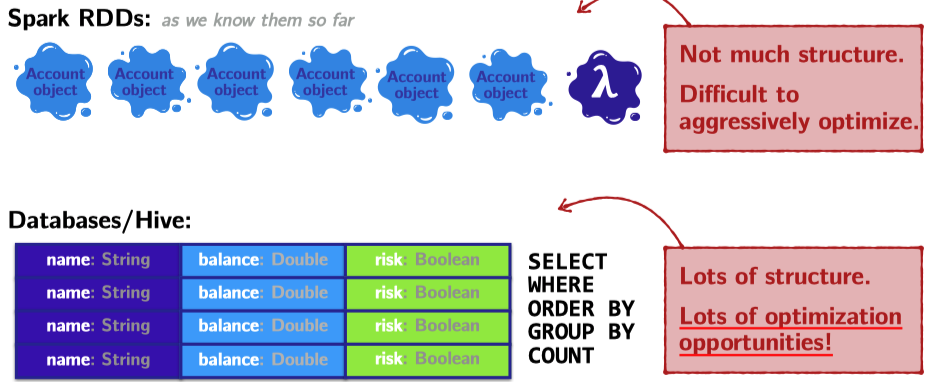 Spark RDDs: as we know them so far
Account object
Account object
Account object
Account object
Account object
Account object
λ
Not much structure.
Difficult to
aggressively optimize.
Databases/Hive:
name: String balance: Double risk: Boolean
name: String balance: Double risk: Boolean
name: String balance: Double risk: Boolean
name: String balance: Double risk: Boolean
SELECT
WHERE
ORDER BY
GROUP BY
COUNT
Lots of structure.
Lots of optimization
opportunities!